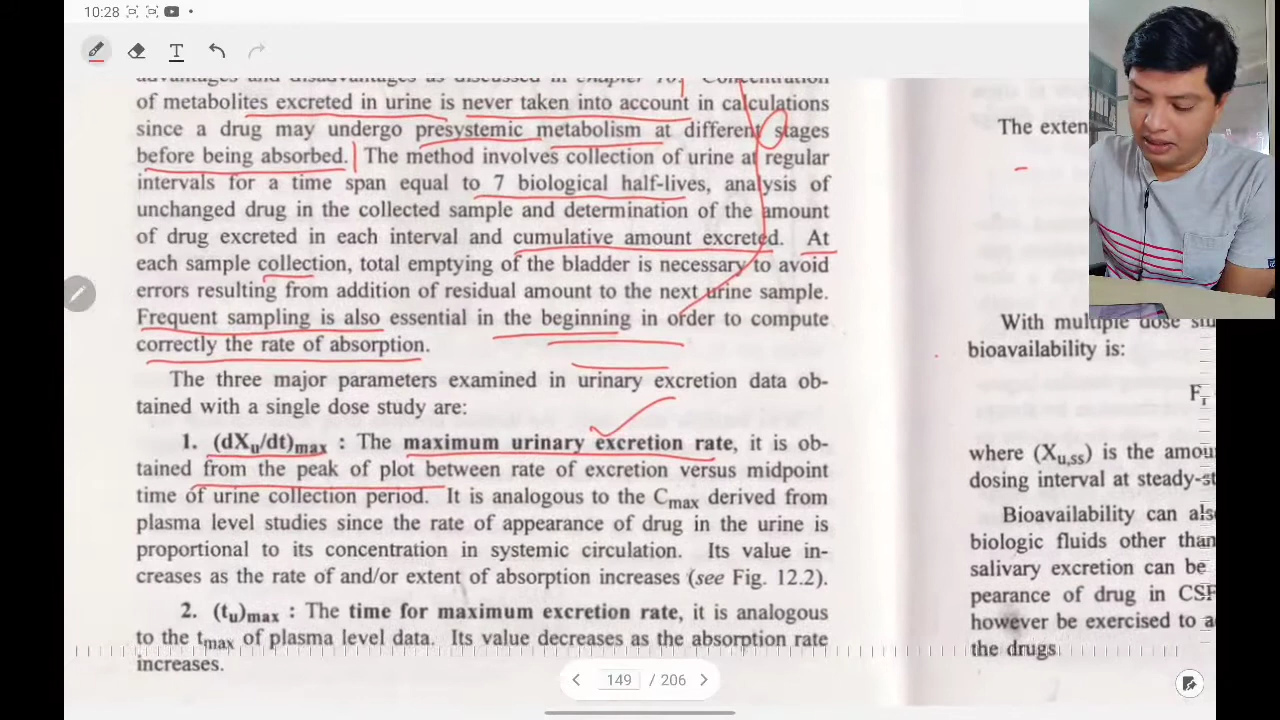 10:28
advantages and disadvantages as discussed in chapter 10. Concentration
of metabolites excreted in urine is never taken into account in calculations
since a drug may undergo presystemic metabolism at different stages
before being absorbed. The method involves collection of urine at regular
intervals for a time span equal to 7 biological half-lives, analysis of
unchanged drug in the collected sample and determination of the amount
of drug excreted in each interval and cumulative amount excreted. At
each sample collection, total emptying of the bladder is necessary to avoid
errors resulting from addition of residual amount to the next urine sample.
Frequent sampling is also essential in the beginning in order to compute
correctly the rate of absorption.
The three major parameters examined in urinary excretion data ob-
tained with a single dose study are:
1. (dXu/dt)max : The maximum urinary excretion rate, it is ob-
tained from the peak of plot between rate of excretion versus midpoint
time of urine collection period. It is analogous to the Cmax derived from
plasma level studies since the rate of appearance of drug in the urine is
proportional to its concentration in systemic circulation. Its value in-
creases as the rate of and/or extent of absorption increases (see Fig. 12.2).
2. (tu)max : The time for maximum excretion rate, it is analogous
to the tmax of plasma level data. Its value decreases as the absorption rate
increases.
The exten
With multiple dose
bioavailability is:
Fr
where (Xu,ss) is the amou
dosing interval at steady-st
Bioavailability can als
biologic fluids other than
salivary excretion can be
pearance of drug in CSF
however be exercised to a
the drugs
149 / 206